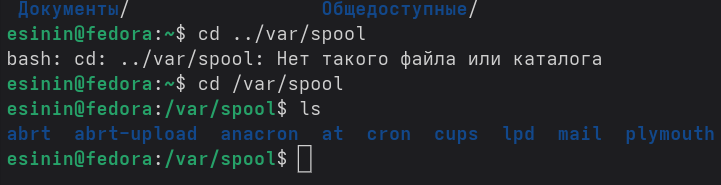 Документы/ Общедоступные/
esinin@fedora:~$ cd ../var/spool
bash: cd: ../var/spool: Нет такого файла или каталога
esinin@fedora:~$ cd /var/spool
esinin@fedora:/var/spool$ ls
abrt abrt-upload anacron at cron cups lpd mail plymouth
esinin@fedora:/var/spool$